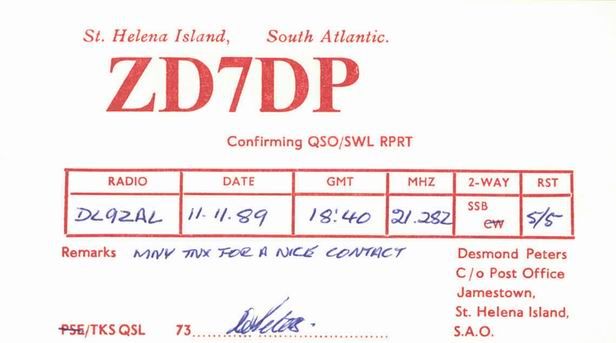 St. Helena Island, South Atlantic.
ZD7DP
Confirming QSO/SWL RPRT
RADIO DATE GMT MHZ 2-WAY RST
DL9ZAL 11.11.89 18:40 21.282 SSB cw 5/5
Remarks MNY TNX FOR A NICE CONTACT
Desmond Peters
C/o Post Office
Jamestown,
St. Helena Island,
S.A.O.
PSE/TKS QSL 73 DPeters.